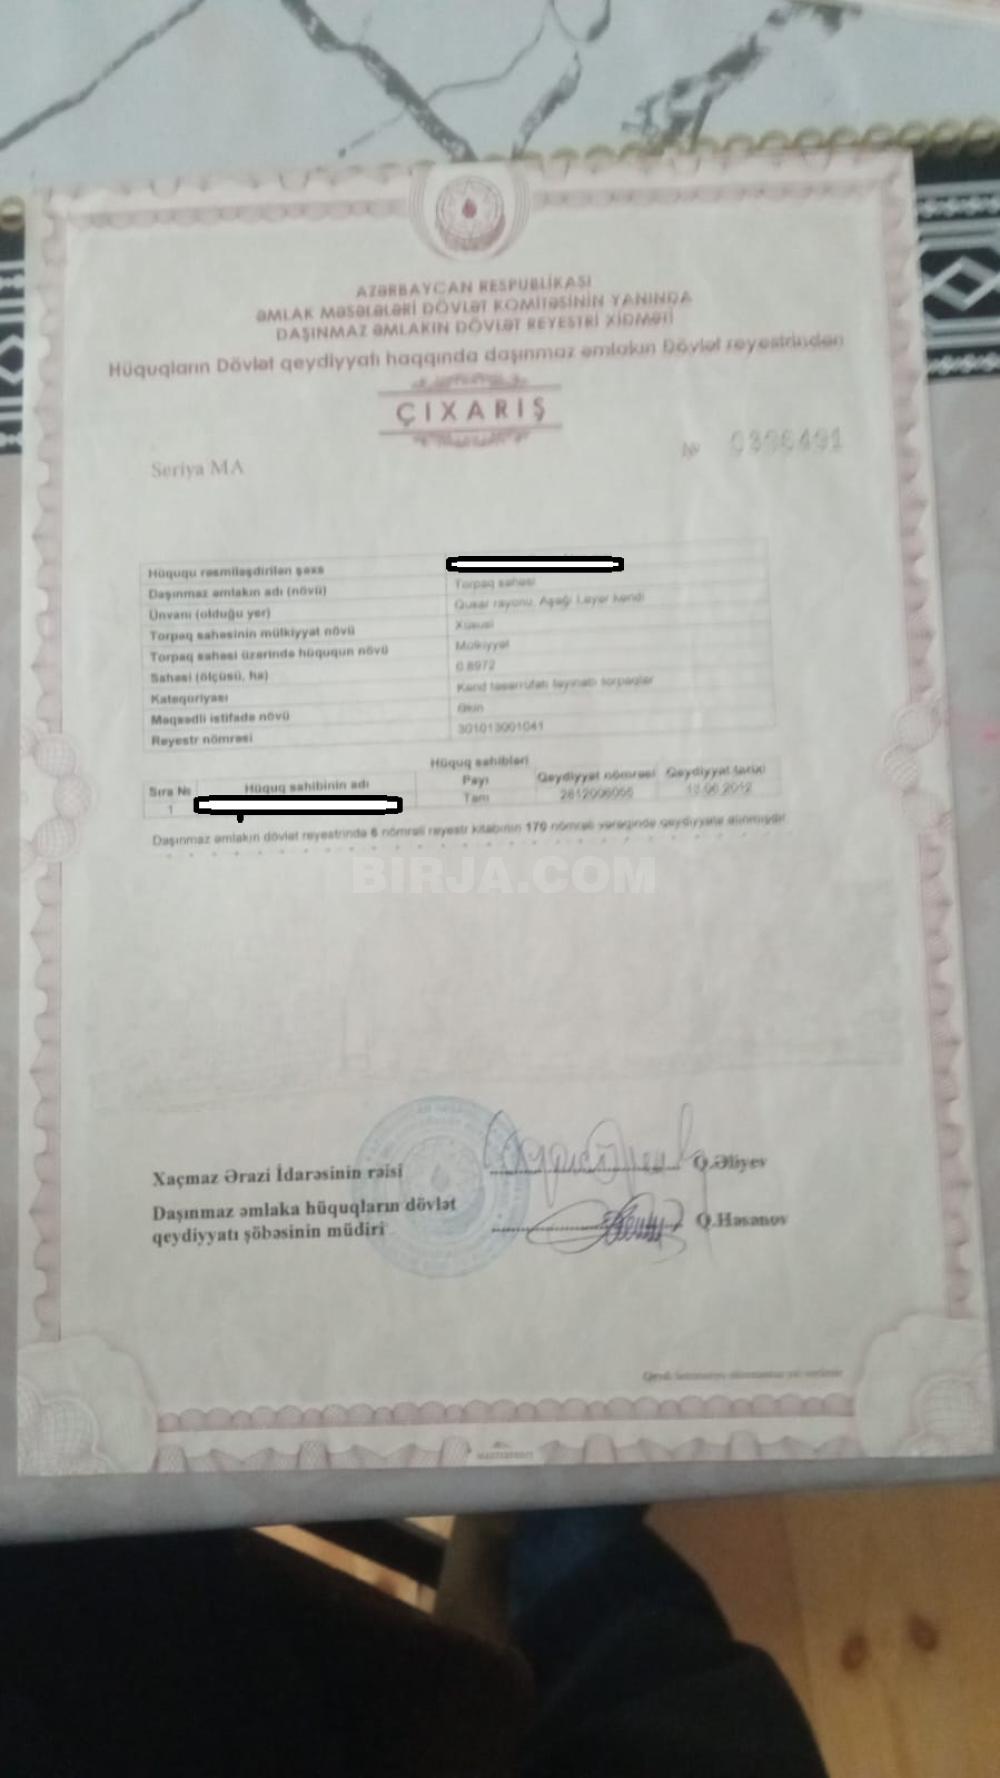 AZƏRBAYCAN RESPUBLİKASI
ƏMLAK MƏSƏLƏLƏRİ DÖVLƏT KOMİTƏSİNİN YANINDA
DAŞINMAZ ƏMLAKIN DÖVLƏT REYESTRİ XİDMƏTİ
Hüquqların Dövlət qeydiyyatı haqqında daşınmaz əmlakın Dövlət reyestrindən
ÇIXARIŞ
Seriya MA № 0396491
Hüququ rəsmiləşdirilən şəxs
Daşınmaz əmlakın adı (növü) Torpaq sahəsi
Ünvanı (olduğu yer) Qusar rayonu, Aşağı Ləyər kəndi
Torpaq sahəsinin mülkiyyət növü Xüsusi
Torpaq sahəsi üzərində hüququn növü Mülkiyyət
Sahəsi (ölçüsü, ha) 0.8972
Kateqoriyası Kənd təsərrüfatı təyinatlı torpaqlar
Məqsədli istifadə növü Əkin
Reyestr nömrəsi 301013001041
Hüquq sahibləri
Sıra № Hüquq sahibinin adı Payı Qeydiyyat nömrəsi Qeydiyyat tarixi
1 Tam 2612006055 13.06.2012
Daşınmaz əmlakın dövlət reyestrində 6 nömrəli reyestr kitabının 170 nömrəli vərəqində qeydiyyata alınmışdır
BIRJA.COM
Xaçmaz Ərazi İdarəsinin rəisi Q.Əliyev
Daşınmaz əmlaka hüquqların dövlət
qeydiyyatı şöbəsinin müdiri Q.Həsənov